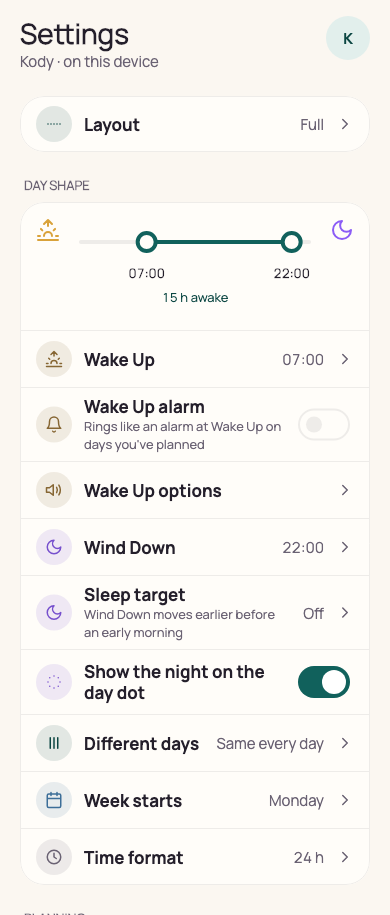 Settings
K
Kody · on this device
Layout
Full
DAY SHAPE
07:00
22:00
15 h awake
Wake Up
07:00
Wake Up alarm
Rings like an alarm at Wake Up on
days you've planned
Wake Up options
Wind Down
22:00
Sleep target
Wind Down moves earlier before
an early morning
Off
Show the night on the
day dot
Different days
Same every day
Week starts
Monday
Time format
24 h